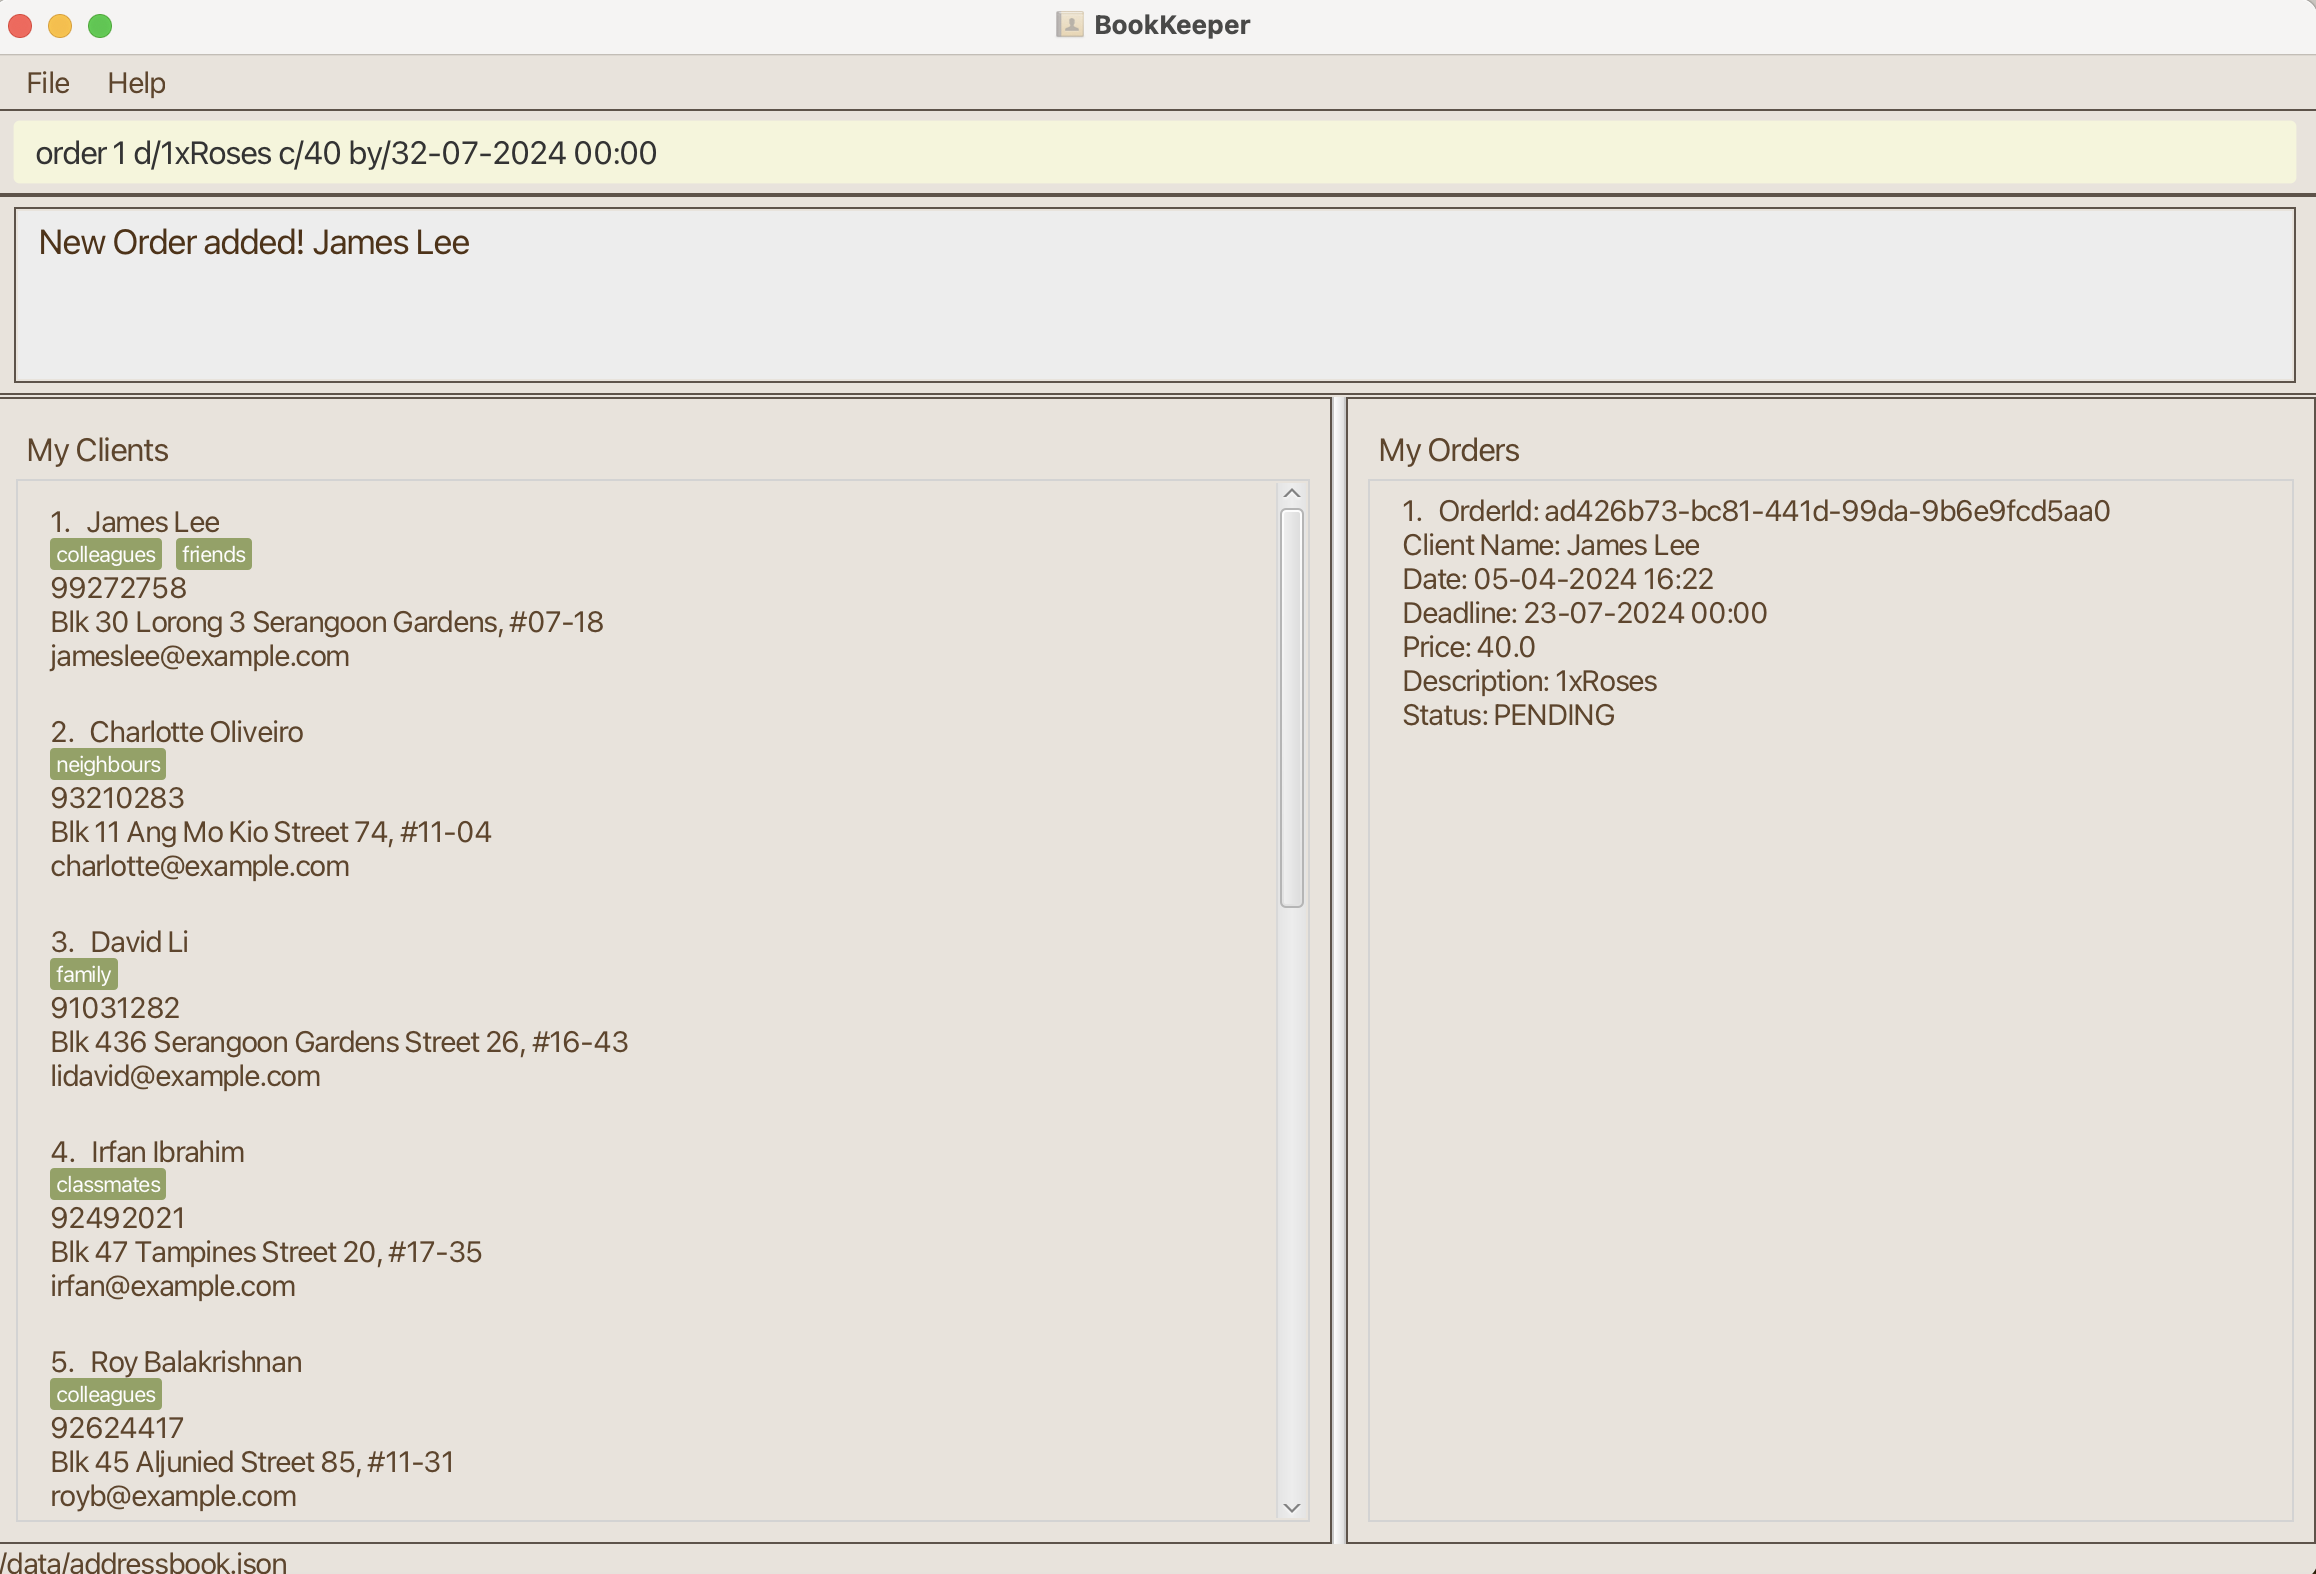 BookKeeper
File Help
order 1 d/1xRoses c/40 by/32-07-2024 00:00
New Order added! James Lee
My Clients
1. James Lee
colleagues friends
99272758
Blk 30 Lorong 3 Serangoon Gardens, #07-18
jameslee@example.com
2. Charlotte Oliveiro
neighbours
93210283
Blk 11 Ang Mo Kio Street 74, #11-04
charlotte@example.com
3. David Li
family
91031282
Blk 436 Serangoon Gardens Street 26, #16-43
lidavid@example.com
4. Irfan Ibrahim
classmates
92492021
Blk 47 Tampines Street 20, #17-35
irfan@example.com
5. Roy Balakrishnan
colleagues
92624417
Blk 45 Aljunied Street 85, #11-31
royb@example.com
My Orders
1. OrderId: ad426b73-bc81-441d-99da-9b6e9fcd5aa0
Client Name: James Lee
Date: 05-04-2024 16:22
Deadline: 23-07-2024 00:00
Price: 40.0
Description: 1xRoses
Status: PENDING
/data/addressbook.json